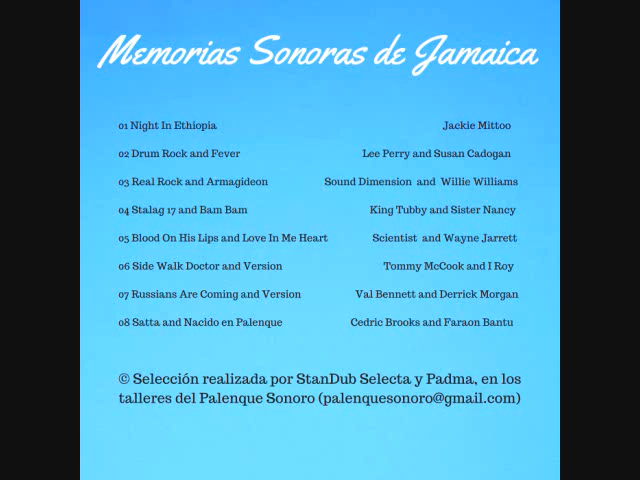 Memorias Sonoras de Jamaica
01 Night In Ethiopia Jackie Mittoo
02 Drum Rock and Fever Lee Perry and Susan Cadogan
03 Real Rock and Armagideon Sound Dimension and Willie Williams
04 Stalag 17 and Bam Bam King Tubby and Sister Nancy
05 Blood On His Lips and Love In Me Heart Scientist and Wayne Jarrett
06 Side Walk Doctor and Version Tommy McCook and I Roy
07 Russians Are Coming and Version Val Bennett and Derrick Morgan
08 Satta and Nacido en Palenque Cedric Brooks and Faraon Bantu
© Selección realizada por StanDub Selecta y Padma, en los
talleres del Palenque Sonoro (palenquesonoro@gmail.com)